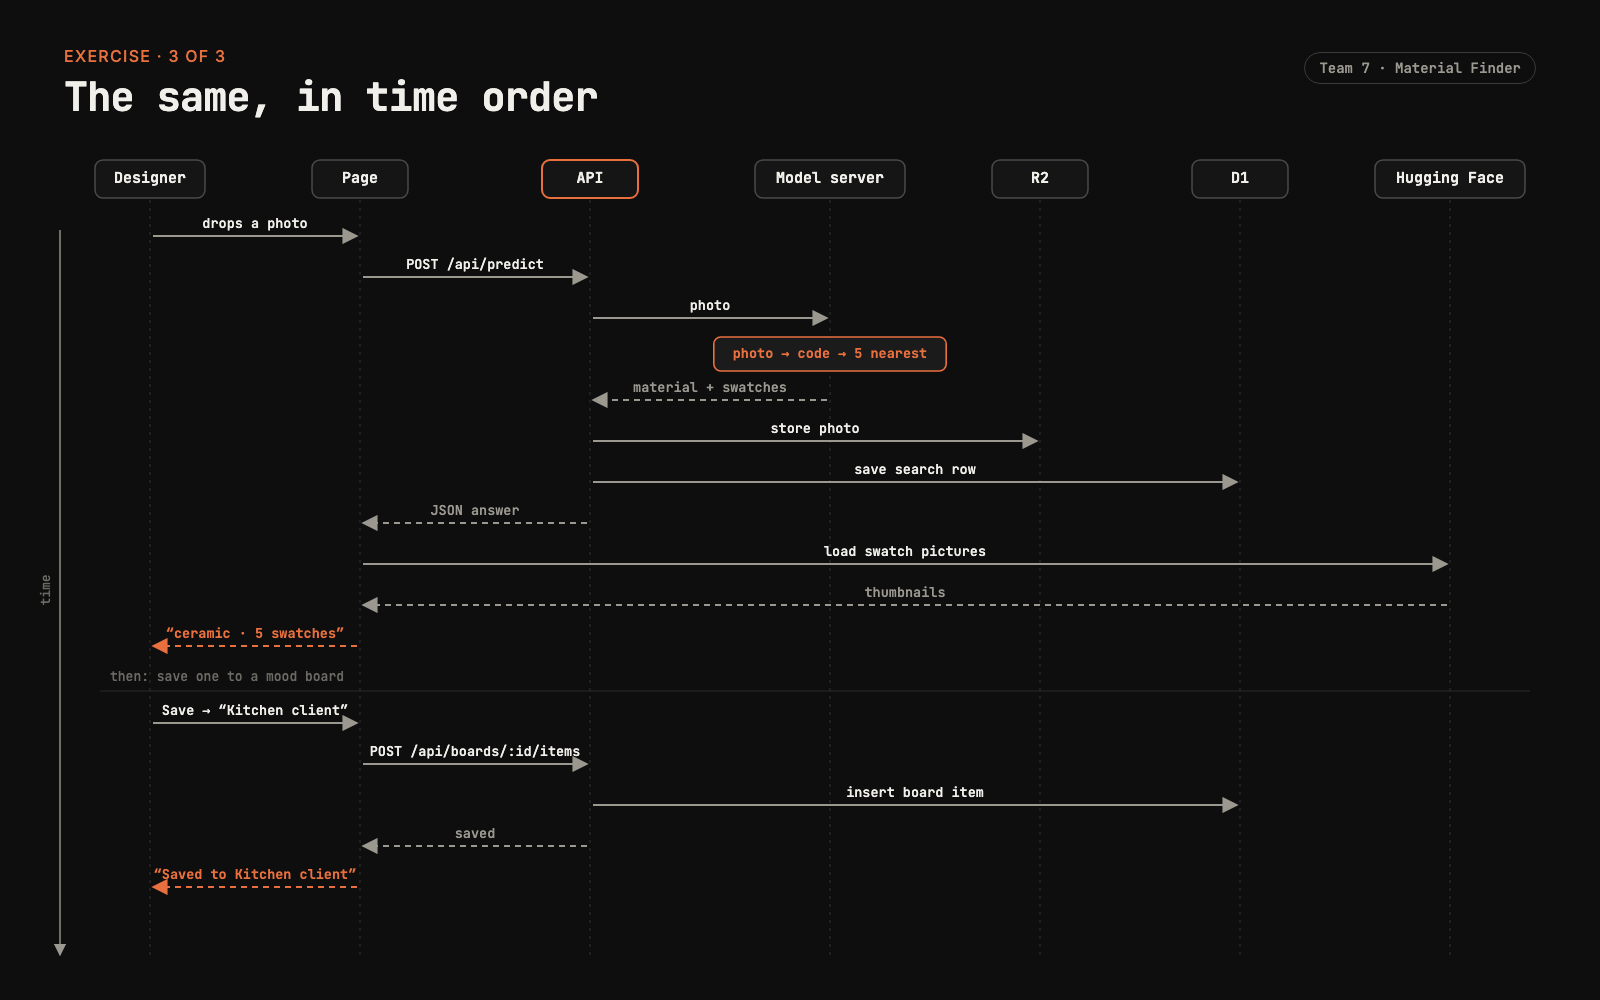 EXERCISE · 3 OF 3
The same, in time order
Team 7 · Material Finder
Designer
Page
API
Model server
R2
D1
Hugging Face
drops a photo
POST /api/predict
photo
photo → code → 5 nearest
material + swatches
store photo
save search row
JSON answer
load swatch pictures
time
thumbnails
“ceramic · 5 swatches”
then: save one to a mood board
Save → “Kitchen client”
POST /api/boards/:id/items
insert board item
saved
“Saved to Kitchen client”